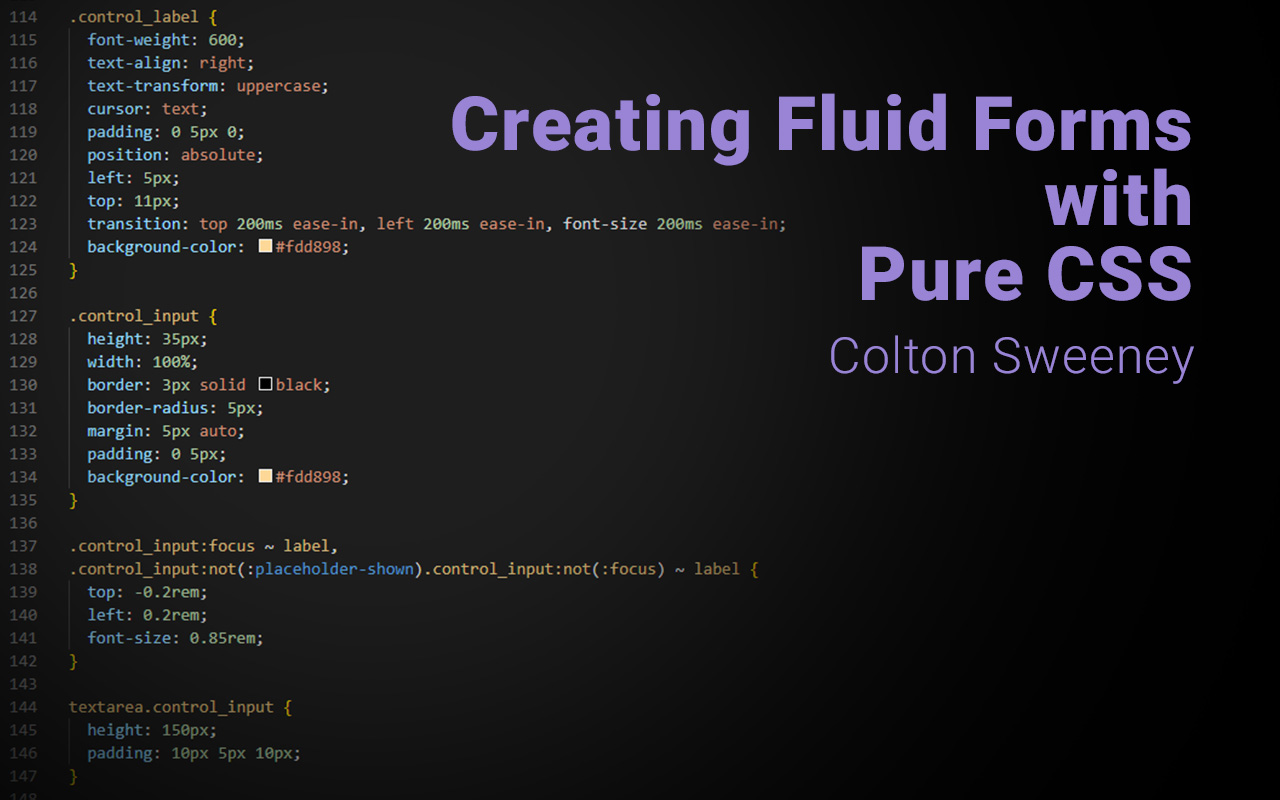 114 .control_label {
115 font-weight: 600;
116 text-align: right;
117 text-transform: uppercase;
118 cursor: text;
119 padding: 0 5px 0;
120 position: absolute;
121 left: 5px;
122 top: 11px;
123 transition: top 200ms ease-in, left 200ms ease-in, font-size 200ms ease-in;
124 background-color: #fdd898;
125 }
126
127 .control_input {
128 height: 35px;
129 width: 100%;
130 border: 3px solid black;
131 border-radius: 5px;
132 margin: 5px auto;
133 padding: 0 5px;
134 background-color: #fdd898;
135 }
136
137 .control_input:focus ~ label,
138 .control_input:not(:placeholder-shown).control_input:not(:focus) ~ label {
139 top: -0.2rem;
140 left: 0.2rem;
141 font-size: 0.85rem;
142 }
143
144 textarea.control_input {
145 height: 150px;
146 padding: 10px 5px 10px;
147 }
148
Creating Fluid Forms
with
Pure CSS
Colton Sweeney